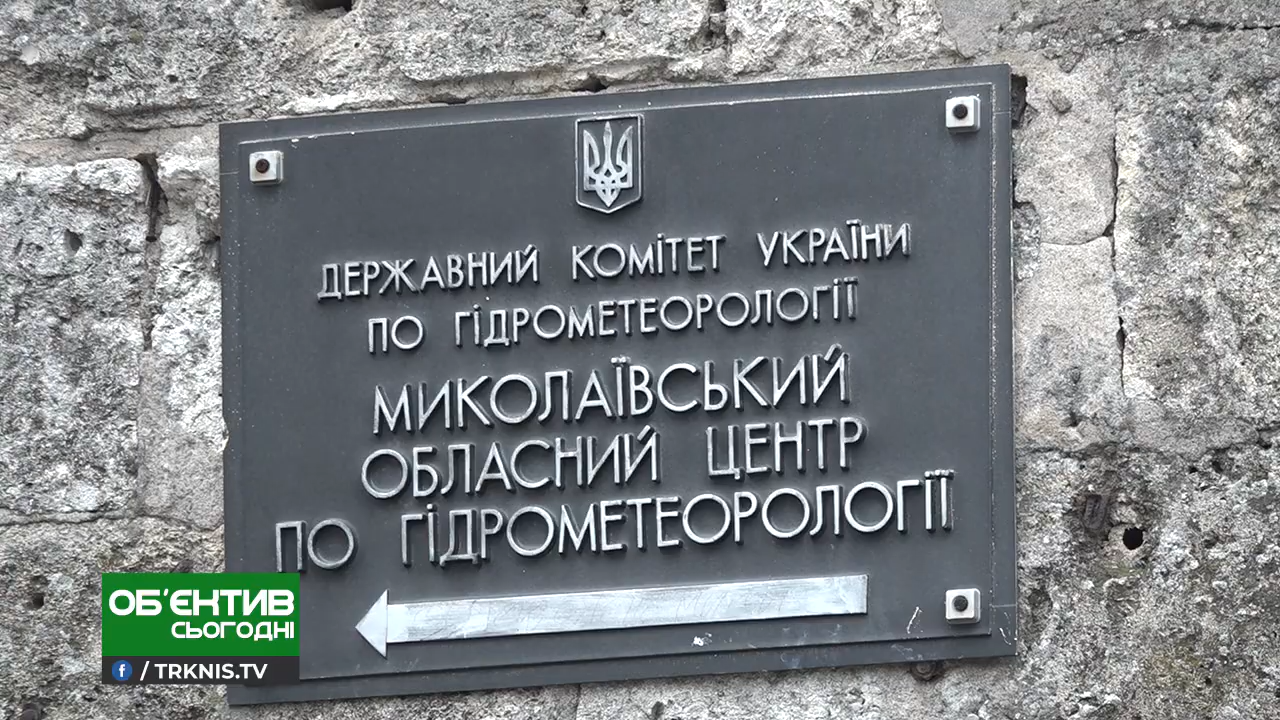 ДЕРЖАВНИЙ КОМІТЕТ УКРАЇНИ
ПО ГІДРОМЕТЕОРОЛОГІЇ
МИКОЛАЇВСЬКИЙ
ОБЛАСНИЙ ЦЕНТР
ПО ГІДРОМЕТЕОРОЛОГІЇ
ОБ'ЄКТИВ
СЬОГОДНІ
f / TRKNIS.TV